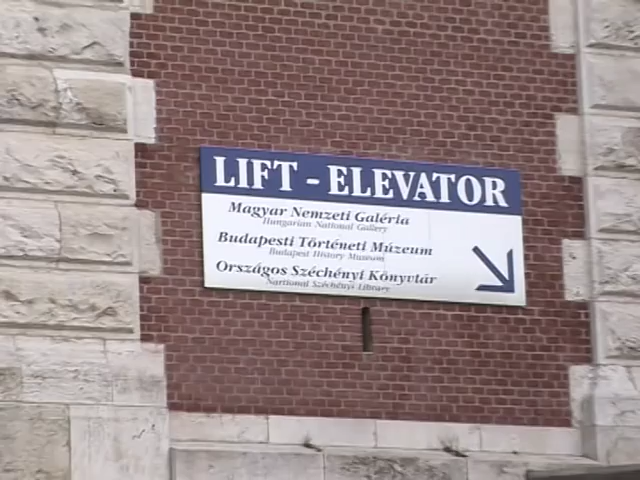 LIFT - ELEVATOR
Magyar Nemzeti Galéria
Hungarian National Gallery
Budapesti Történeti Múzeum
Budapest History Museum
Országos Széchényi Könyvtár
Nartional Széchényi Library